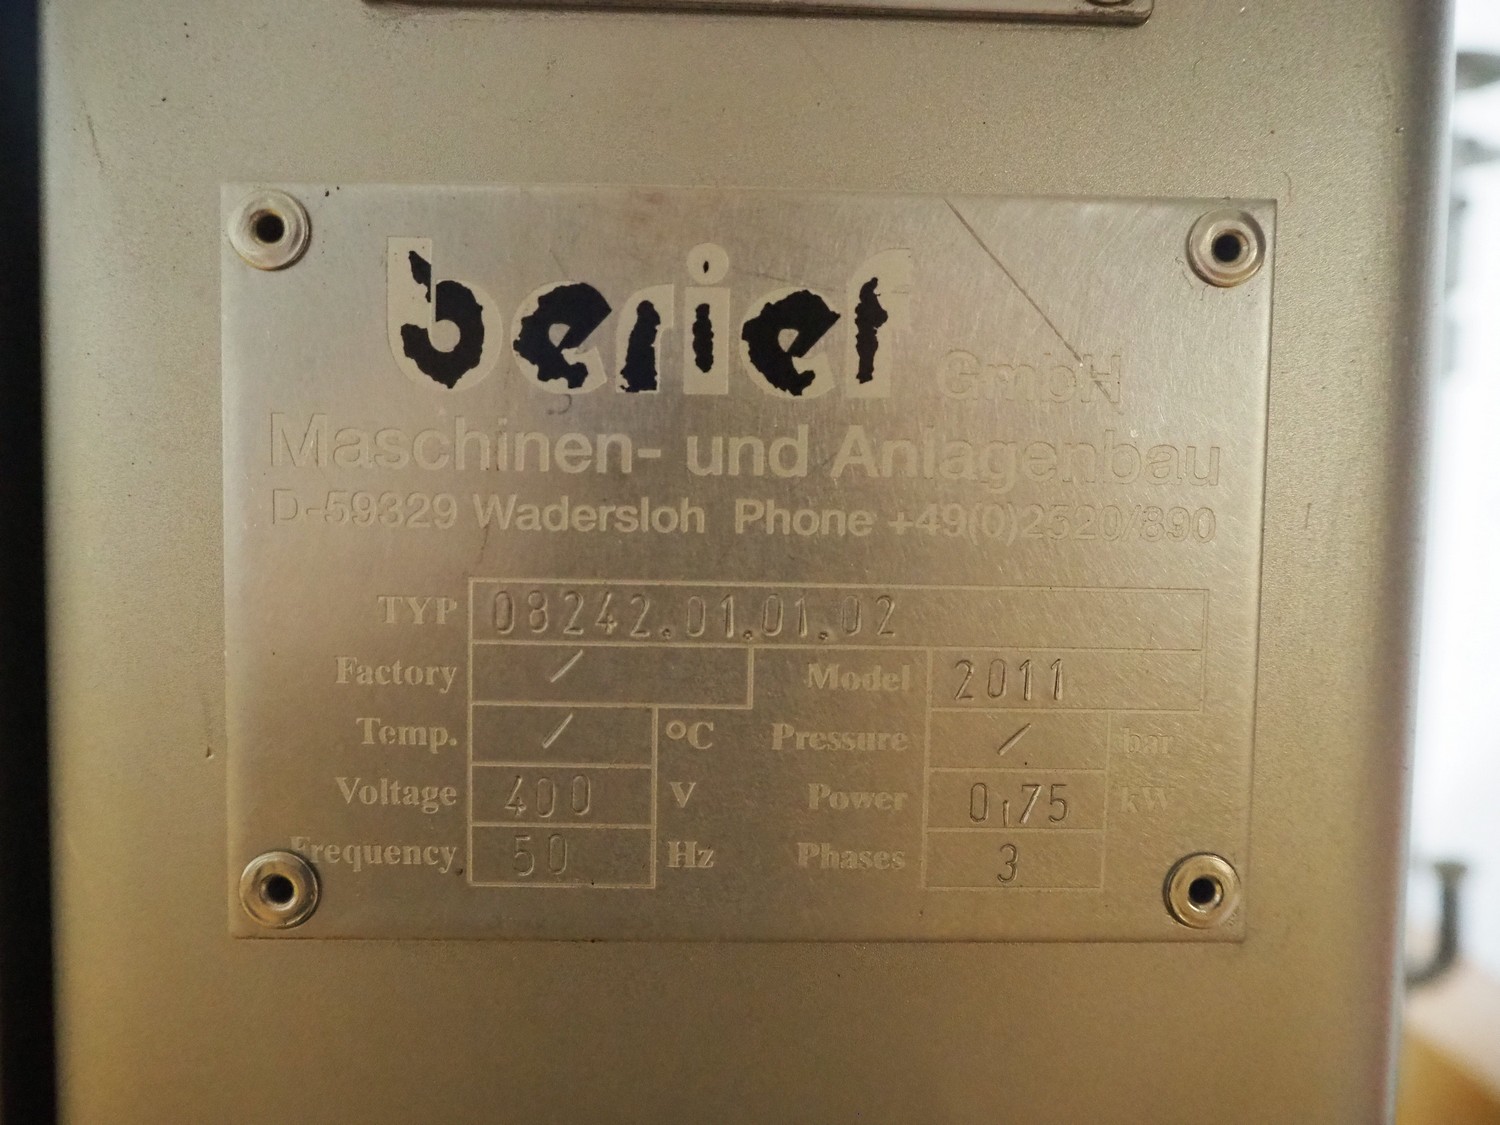 berief GmbH
Maschinen- und Anlagenbau
D-59329 Wadersloh Phone +49(0)2520/890
TYP 08242.01.01.02
Factory / Model 2011
Temp. / °C Pressure / bar
Voltage 400 V Power 0,75 kW
Frequency 50 Hz Phases 3